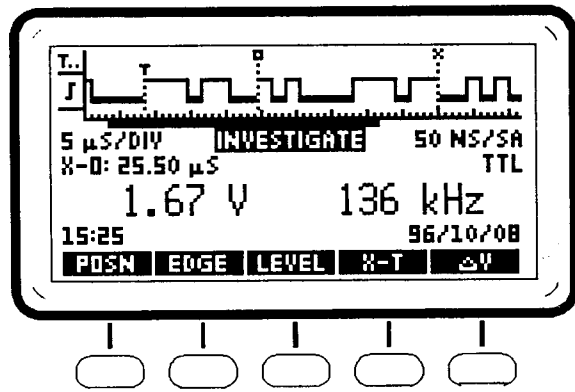 T..
T
X
5 µS/DIV INVESTIGATE 50 NS/SA
X-O: 25.50 µS TTL
1.67 V 136 kHz
15:25 96/10/08
POSN EDGE LEVEL X-T △V